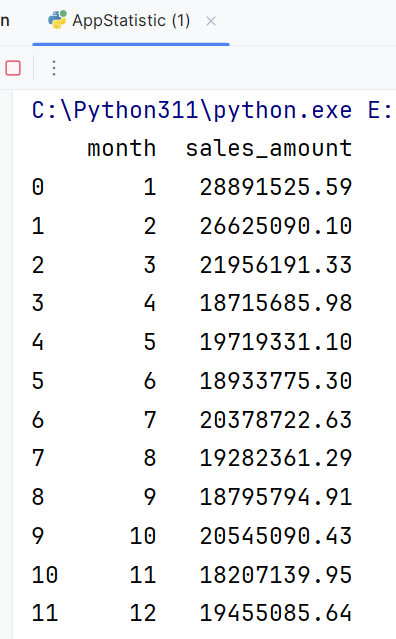 n AppStatistic (1)
C:\Python311\python.exe E:
month sales_amount
0 1 28891525.59
1 2 26625090.10
2 3 21956191.33
3 4 18715685.98
4 5 19719331.10
5 6 18933775.30
6 7 20378722.63
7 8 19282361.29
8 9 18795794.91
9 10 20545090.43
10 11 18207139.95
11 12 19455085.64